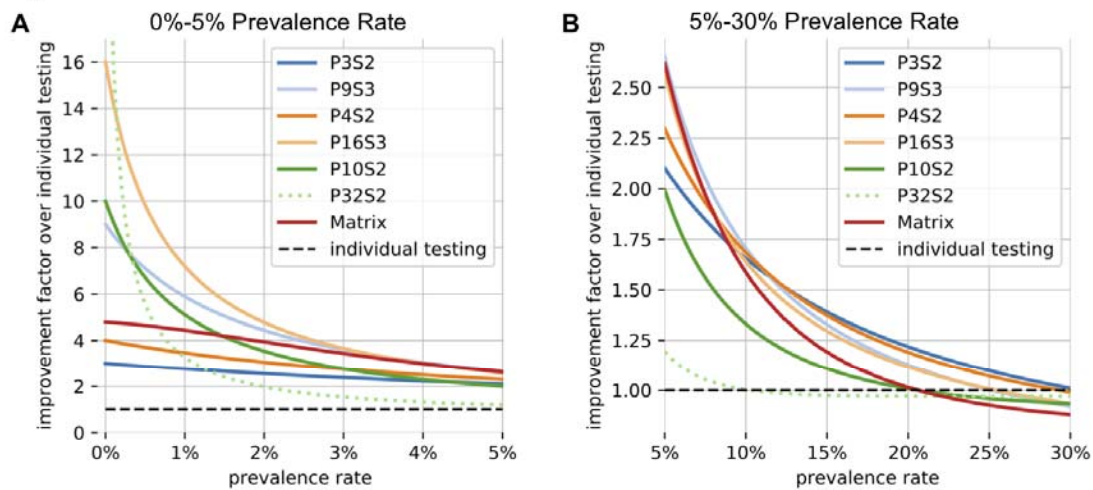 A 0%-5% Prevalence Rate
improvement factor over individual testing
16
14
12
10
8
6
4
2
0
P3S2
P9S3
P4S2
P16S3
P10S2
P32S2
Matrix
individual testing
0% 1% 2% 3% 4% 5%
prevalence rate
B 5%-30% Prevalence Rate
improvement factor over individual testing
2.50
2.25
2.00
1.75
1.50
1.25
1.00
P3S2
P9S3
P4S2
P16S3
P10S2
P32S2
Matrix
individual testing
5% 10% 15% 20% 25% 30%
prevalence rate